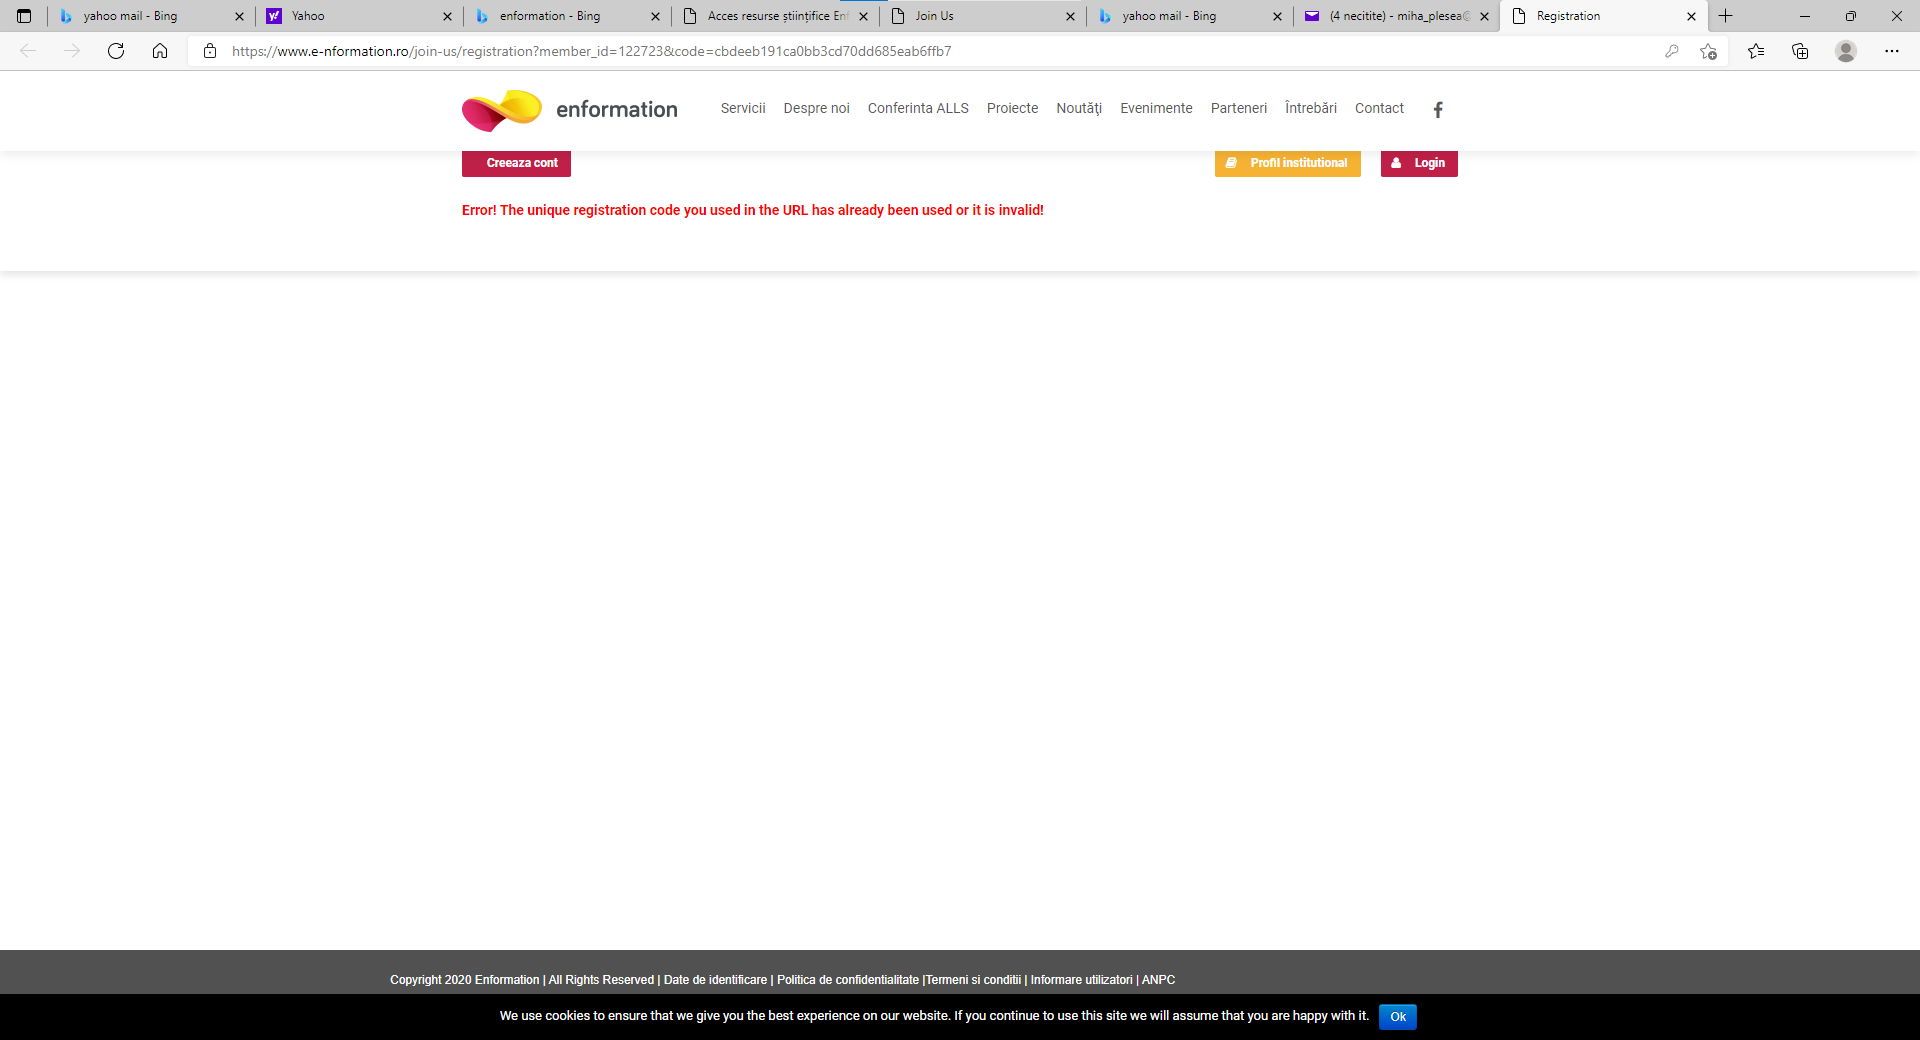 yahoo mail - Bing
Yahoo
enformation - Bing
Acces resurse științifice Enf
Join Us
yahoo mail - Bing
(4 necitite) - miha_plesea@
Registration
https://www.e-nformation.ro/join-us/registration?member_id=122723&code=cbdeeb191ca0bb3cd70dd685eab6ffb7
enformation
Servicii Despre noi Conferinta ALLS Proiecte Noutăți Evenimente Parteneri Întrebări Contact
Creeaza cont
Profil institutional
Login
Error! The unique registration code you used in the URL has already been used or it is invalid!
Copyright 2020 Enformation | All Rights Reserved | Date de identificare | Politica de confidentialitate |Termeni si conditii | Informare utilizatori | ANPC
We use cookies to ensure that we give you the best experience on our website. If you continue to use this site we will assume that you are happy with it.
Ok